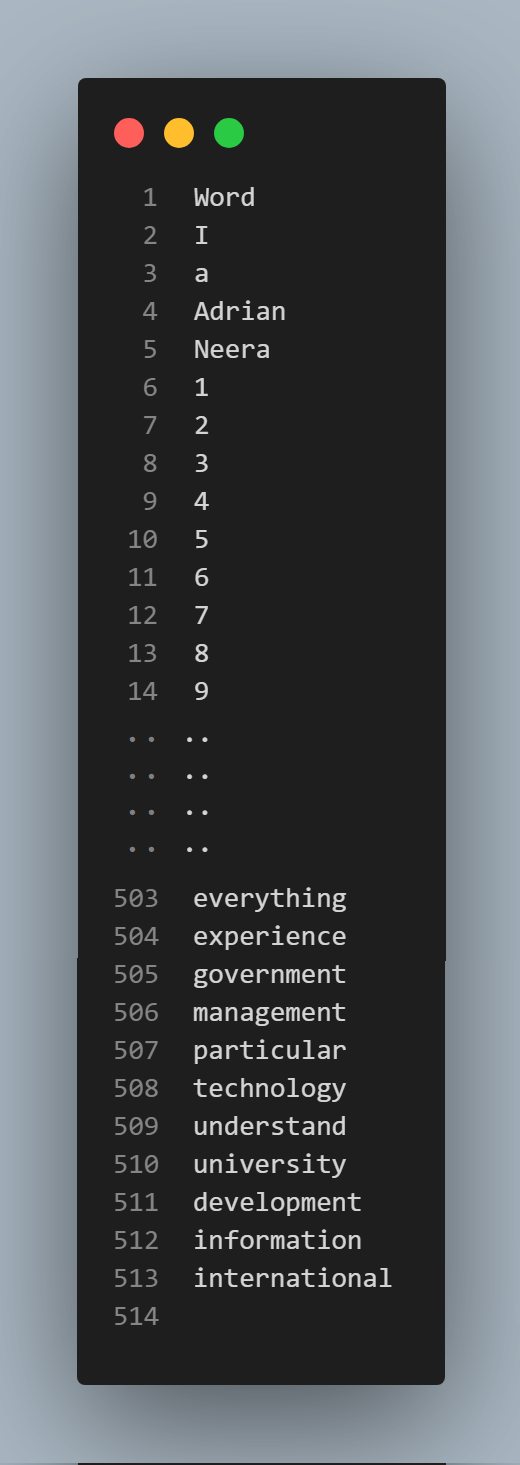 1 Word
2 I
3 a
4 Adrian
5 Neera
6 1
7 2
8 3
9 4
10 5
11 6
12 7
13 8
14 9
.. ..
.. ..
.. ..
.. ..
503 everything
504 experience
505 government
506 management
507 particular
508 technology
509 understand
510 university
511 development
512 information
513 international
514